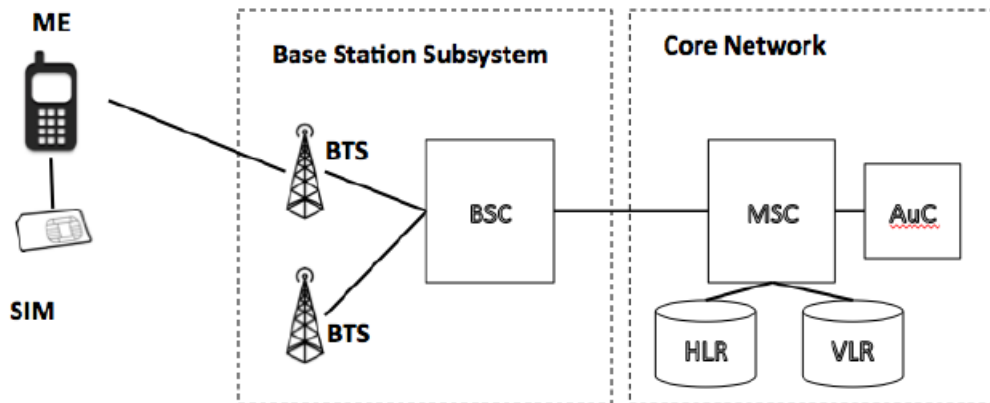 ME
Base Station Subsystem
Core Network
BTS
BSC
MSC
AuC
SIM
BTS
HLR
VLR